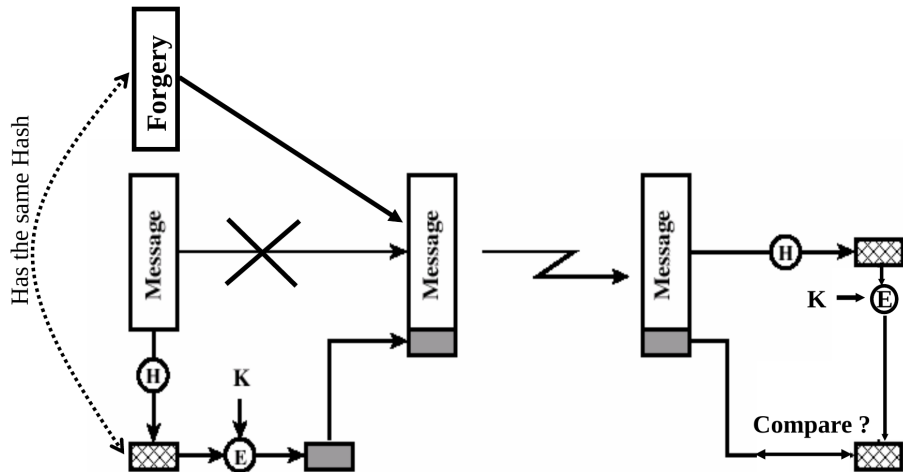 Forgery
Has the same Hash
Message
Message
Message
H
K
E
H
K
E
Compare ?